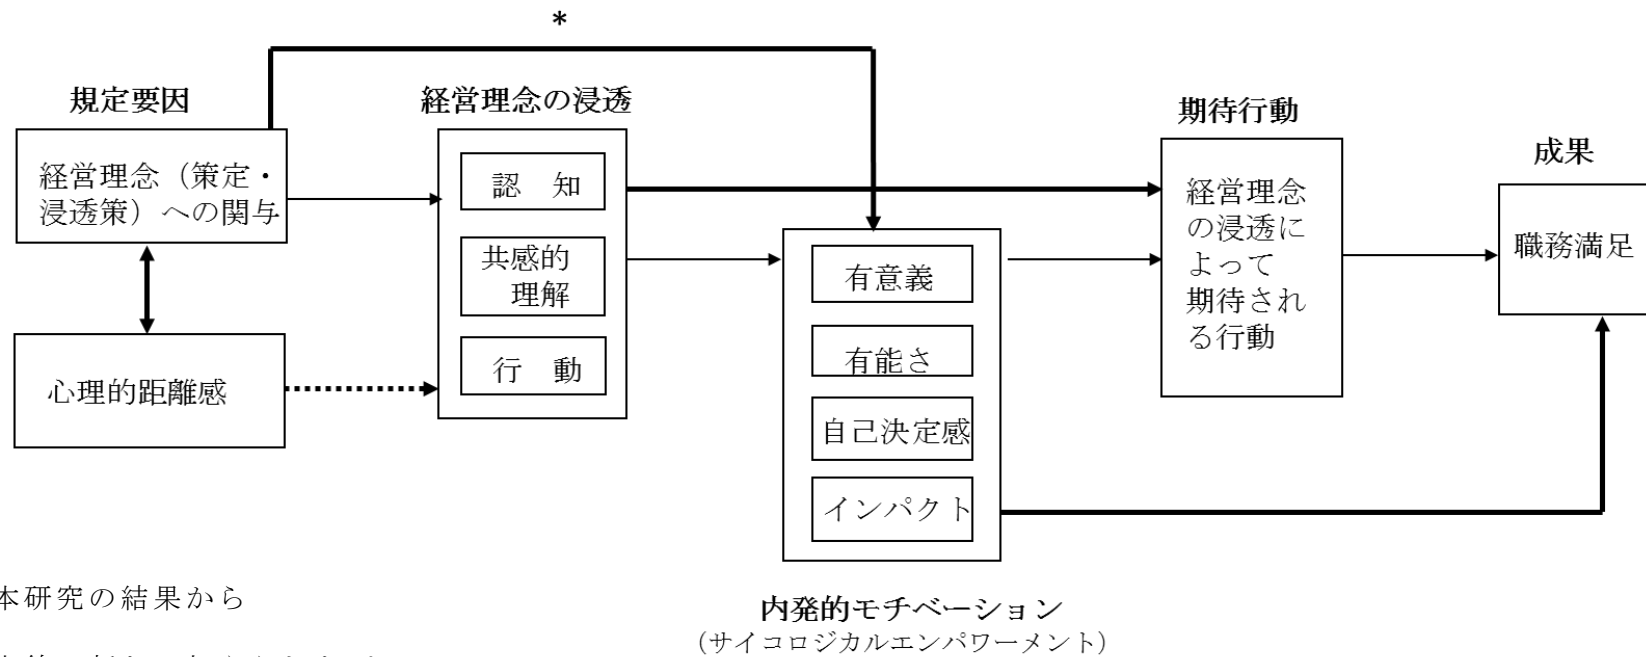 *
規定要因
経営理念（策定・
浸透策）への関与
心理的距離感
経営理念の浸透
認　知
共感的
理解
行　動
有意義
有能さ
自己決定感
インパクト
内発的モチベーション
（サイコロジカルエンパワーメント）
期待行動
経営理念
の浸透に
よって
期待され
る行動
成果
職務満足
本研究の結果から